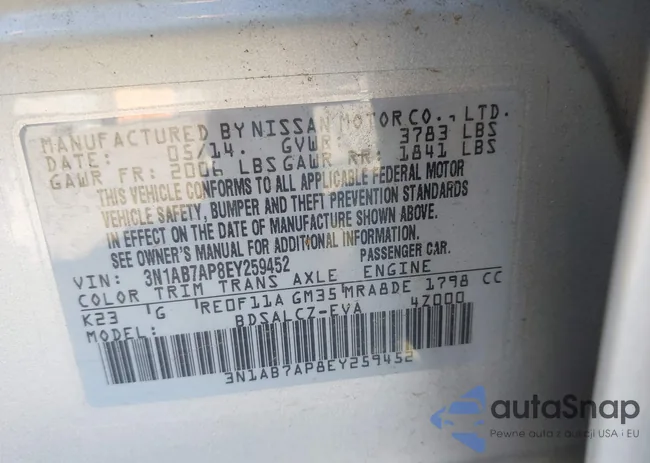 MANUFACTURED BY NISSAN MOTOR CO., LTD.
DATE: 05/14. GVWR: 3783 LBS
GAWR FR: 2006 LBS GAWR RR: 1841 LBS
THIS VEHICLE CONFORMS TO ALL APPLICABLE FEDERAL MOTOR
VEHICLE SAFETY, BUMPER AND THEFT PREVENTION STANDARDS
IN EFFECT ON THE DATE OF MANUFACTURE SHOWN ABOVE.
SEE OWNER'S MANUAL FOR ADDITIONAL INFORMATION.
VIN: 3N1AB7AP8EY259452 PASSENGER CAR.
COLOR TRIM TRANS AXLE ENGINE
K23 G RE0F11A GM35 MRA8DE 1798 CC
MODEL: BDSALCZ-EVA 4Z000
3N1AB7AP8EY259452
autaSnap
Pewne auta z aukcji USA i EU